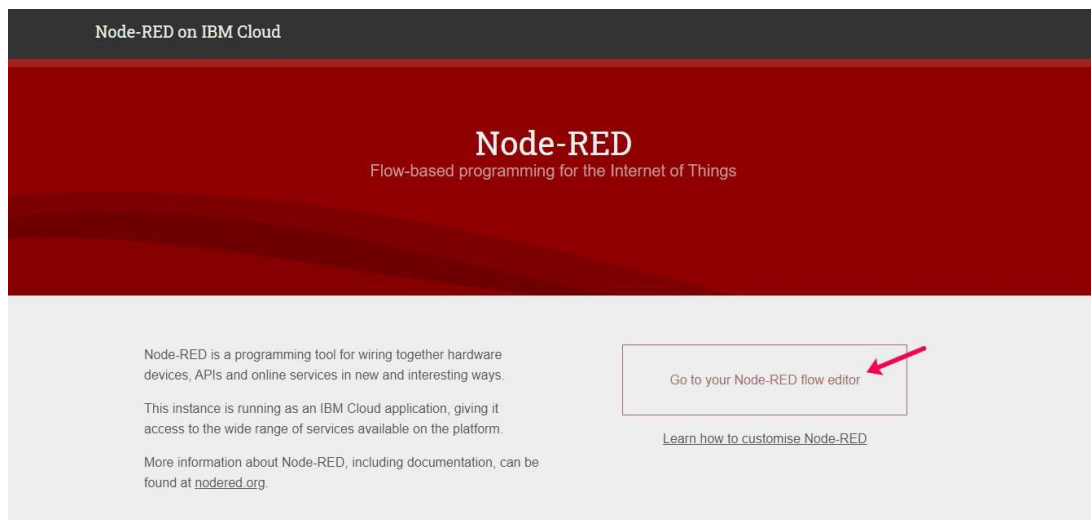 Node-RED on IBM Cloud
Node-RED
Flow-based programming for the Internet of Things
Node-RED is a programming tool for wiring together hardware
devices, APIs and online services in new and interesting ways.
This instance is running as an IBM Cloud application, giving it
access to the wide range of services available on the platform.
More information about Node-RED, including documentation, can be
found at nodered.org.
Go to your Node-RED flow editor
Learn how to customise Node-RED